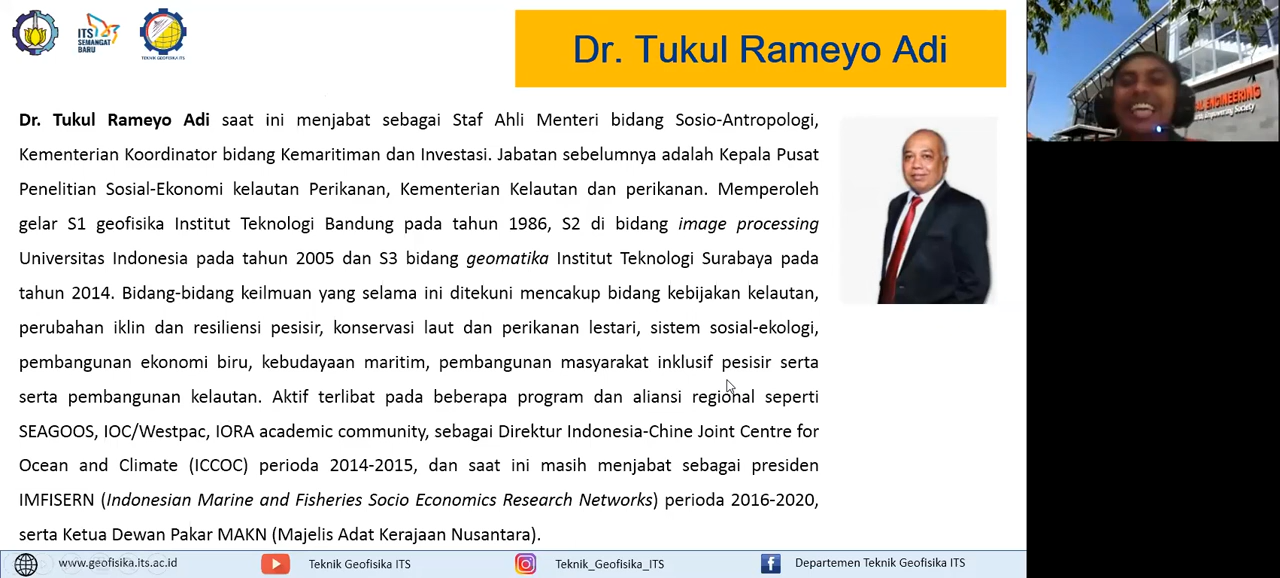 ITS
SEMANGAT
BARU
TEKNIK GEOFISIKA ITS
Dr. Tukul Rameyo Adi
Dr. Tukul Rameyo Adi saat ini menjabat sebagai Staf Ahli Menteri bidang Sosio-Antropologi,
Kementerian Koordinator bidang Kemaritiman dan Investasi. Jabatan sebelumnya adalah Kepala Pusat
Penelitian Sosial-Ekonomi kelautan Perikanan, Kementerian Kelautan dan perikanan. Memperoleh
gelar S1 geofisika Institut Teknologi Bandung pada tahun 1986, S2 di bidang image processing
Universitas Indonesia pada tahun 2005 dan S3 bidang geomatika Institut Teknologi Surabaya pada
tahun 2014. Bidang-bidang keilmuan yang selama ini ditekuni mencakup bidang kebijakan kelautan,
perubahan iklin dan resiliensi pesisir, konservasi laut dan perikanan lestari, sistem sosial-ekologi,
pembangunan ekonomi biru, kebudayaan maritim, pembangunan masyarakat inklusif pesisir serta
serta pembangunan kelautan. Aktif terlibat pada beberapa program dan aliansi regional seperti
SEAGOOS, IOC/Westpac, IORA academic community, sebagai Direktur Indonesia-Chine Joint Centre for
Ocean and Climate (ICCOC) perioda 2014-2015, dan saat ini masih menjabat sebagai presiden
IMFISERN (Indonesian Marine and Fisheries Socio Economics Research Networks) perioda 2016-2020,
serta Ketua Dewan Pakar MAKN (Majelis Adat Kerajaan Nusantara).
www.geofisika.its.ac.id
Teknik Geofisika ITS
Teknik_Geofisika_ITS
Departemen Teknik Geofisika ITS
ENGINEERING
Society